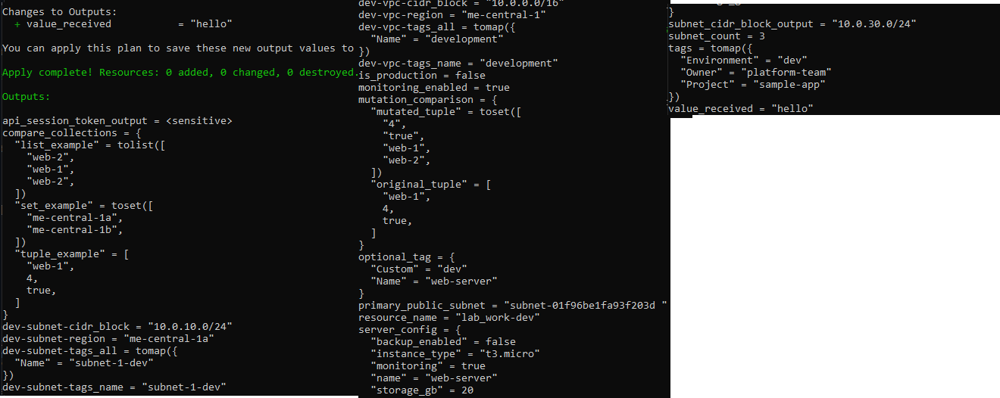 Changes to Outputs:
  + value_received           = "hello"
You can apply this plan to save these new output values to
Apply complete! Resources: 0 added, 0 changed, 0 destroyed.
Outputs:
api_session_token_output = <sensitive>
compare_collections = {
  "list_example" = tolist([
    "web-2",
    "web-1",
    "web-2",
  ])
  "set_example" = toset([
    "me-central-1a",
    "me-central-1b",
  ])
  "tuple_example" = [
    "web-1",
    4,
    true,
  ]
}
dev-subnet-cidr_block = "10.0.10.0/24"
dev-subnet-region = "me-central-1a"
dev-subnet-tags_all = tomap({
  "Name" = "subnet-1-dev"
})
dev-subnet-tags_name = "subnet-1-dev"
dev-vpc-cidr_block = "10.0.0.0/16"
dev-vpc-region = "me-central-1"
dev-vpc-tags_all = tomap({
  "Name" = "development"
})
dev-vpc-tags_name = "development"
is_production = false
monitoring_enabled = true
mutation_comparison = {
  "mutated_tuple" = toset([
    "4",
    "true",
    "web-1",
    "web-2",
  ])
  "original_tuple" = [
    "web-1",
    4,
    true,
  ]
}
optional_tag = {
  "Custom" = "dev"
  "Name" = "web-server"
}
primary_public_subnet = "subnet-01f96be1fa93f203d "
resource_name = "lab_work-dev"
server_config = {
  "backup_enabled" = false
  "instance_type" = "t3.micro"
  "monitoring" = true
  "name" = "web-server"
  "storage_gb" = 20
}
subnet_cidr_block_output = "10.0.30.0/24"
subnet_count = 3
tags = tomap({
  "Environment" = "dev"
  "Owner" = "platform-team"
  "Project" = "sample-app"
})
value_received = "hello"